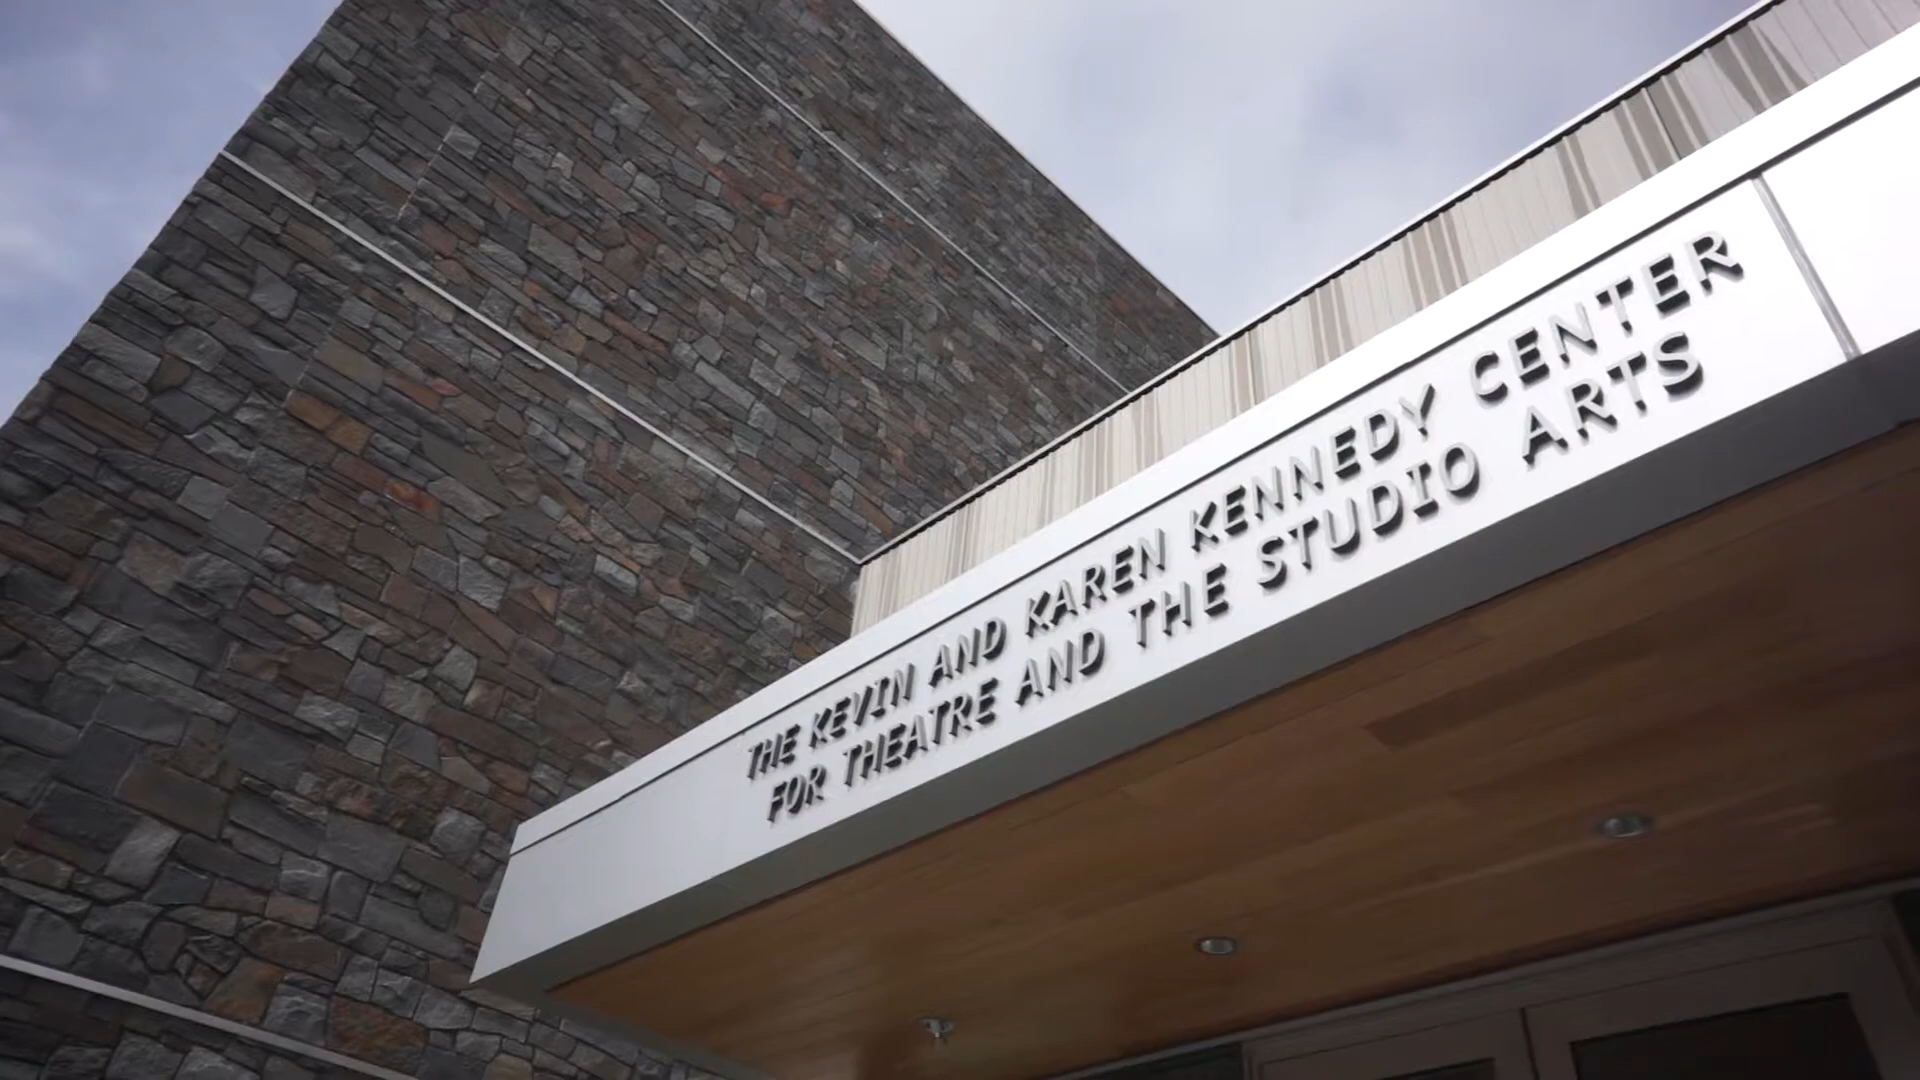 THE KEVIN AND KAREN KENNEDY CENTER
FOR THEATRE AND THE STUDIO ARTS